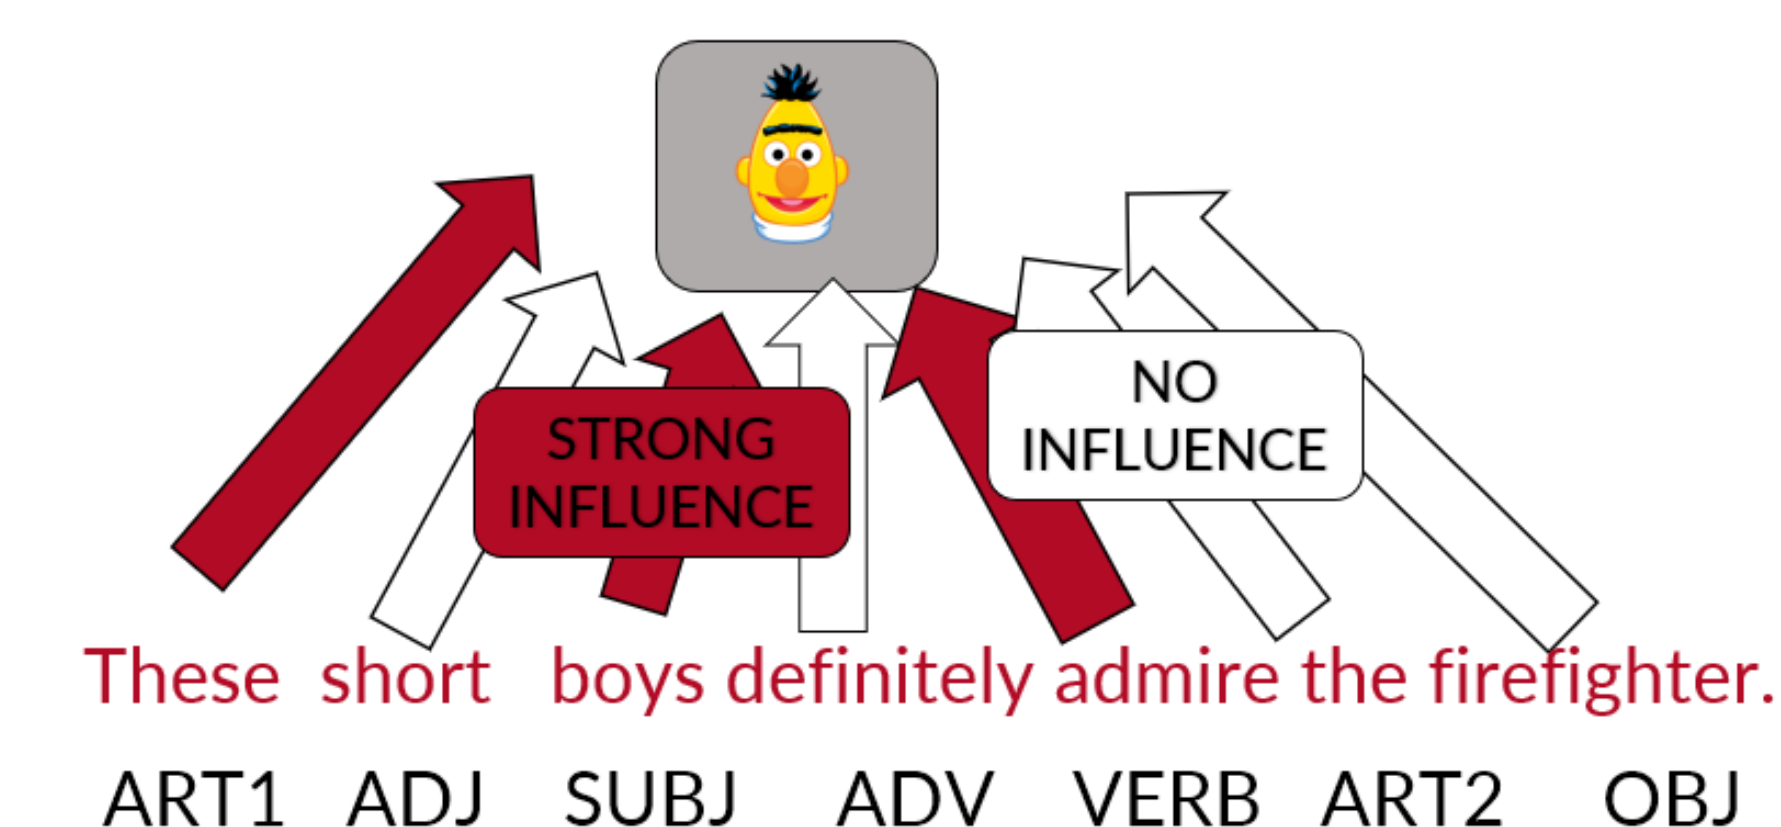 NO
INFLUENCE
STRONG
INFLUENCE
These short boys definitely admire the firefighter.
ART1 ADJ SUBJ ADV VERB ART2 OBJ